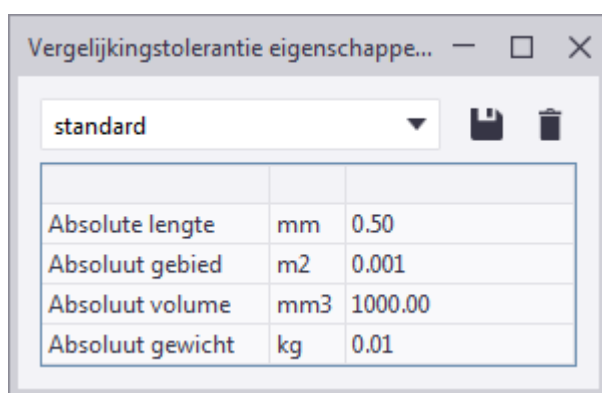 Vergelijkingstolerantie eigenschappe...
standard
Absolute lengte mm 0.50
Absoluut gebied m2 0.001
Absoluut volume mm3 1000.00
Absoluut gewicht kg 0.01